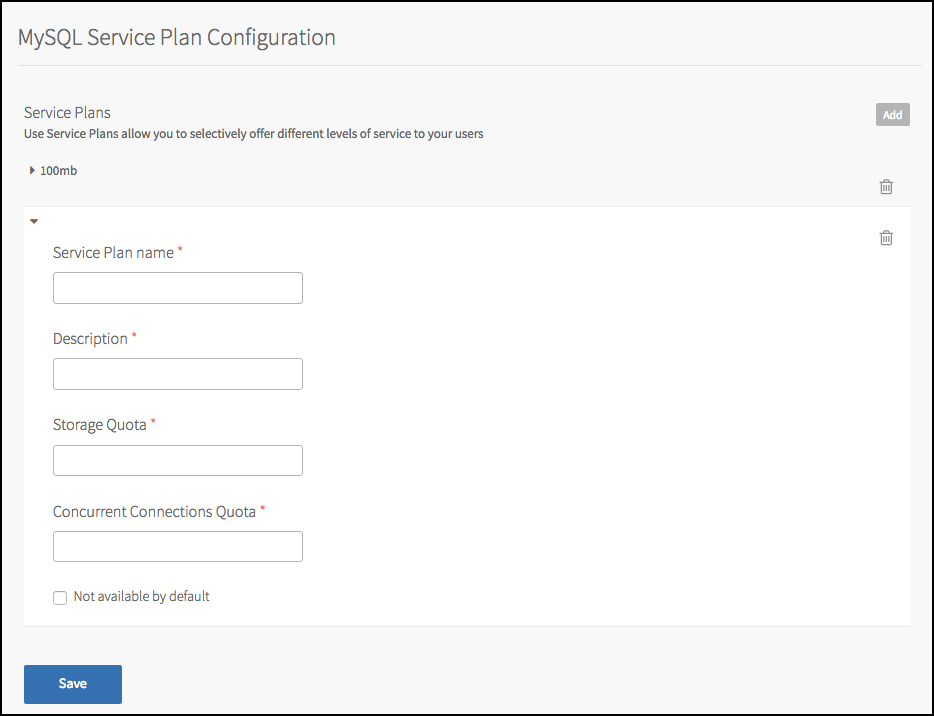 MySQL Service Plan Configuration
Service Plans
Add
Use Service Plans allow you to selectively offer different levels of service to your users
100mb
Service Plan name *
Description *
Storage Quota *
Concurrent Connections Quota *
Not available by default
Save